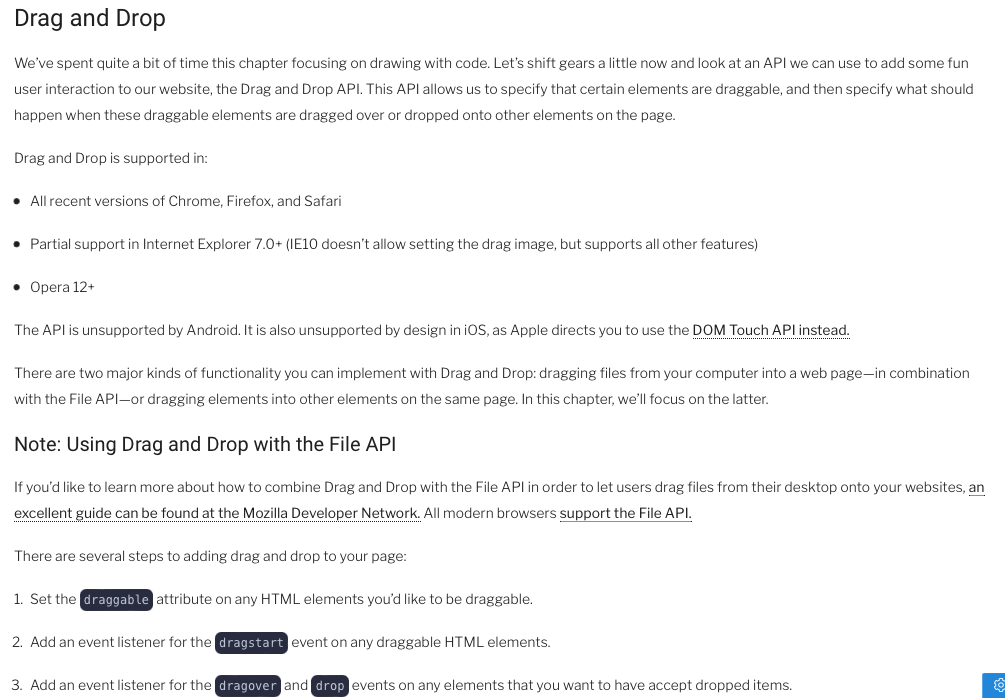 Drag and Drop
We’ve spent quite a bit of time this chapter focusing on drawing with code. Let’s shift gears a little now and look at an API we can use to add some fun
user interaction to our website, the Drag and Drop API. This API allows us to specify that certain elements are draggable, and then specify what should
happen when these draggable elements are dragged over or dropped onto other elements on the page.
Drag and Drop is supported in:
• All recent versions of Chrome, Firefox, and Safari
• Partial support in Internet Explorer 7.0+ (IE10 doesn’t allow setting the drag image, but supports all other features)
• Opera 12+
The API is unsupported by Android. It is also unsupported by design in iOS, as Apple directs you to use the DOM Touch API instead.
There are two major kinds of functionality you can implement with Drag and Drop: dragging files from your computer into a web page—in combination
with the File API—or dragging elements into other elements on the same page. In this chapter, we’ll focus on the latter.
Note: Using Drag and Drop with the File API
If you’d like to learn more about how to combine Drag and Drop with the File API in order to let users drag files from their desktop onto your websites, an
excellent guide can be found at the Mozilla Developer Network. All modern browsers support the File API.
There are several steps to adding drag and drop to your page:
1. Set the draggable attribute on any HTML elements you’d like to be draggable.
2. Add an event listener for the dragstart event on any draggable HTML elements.
3. Add an event listener for the dragover and drop events on any elements that you want to have accept dropped items.